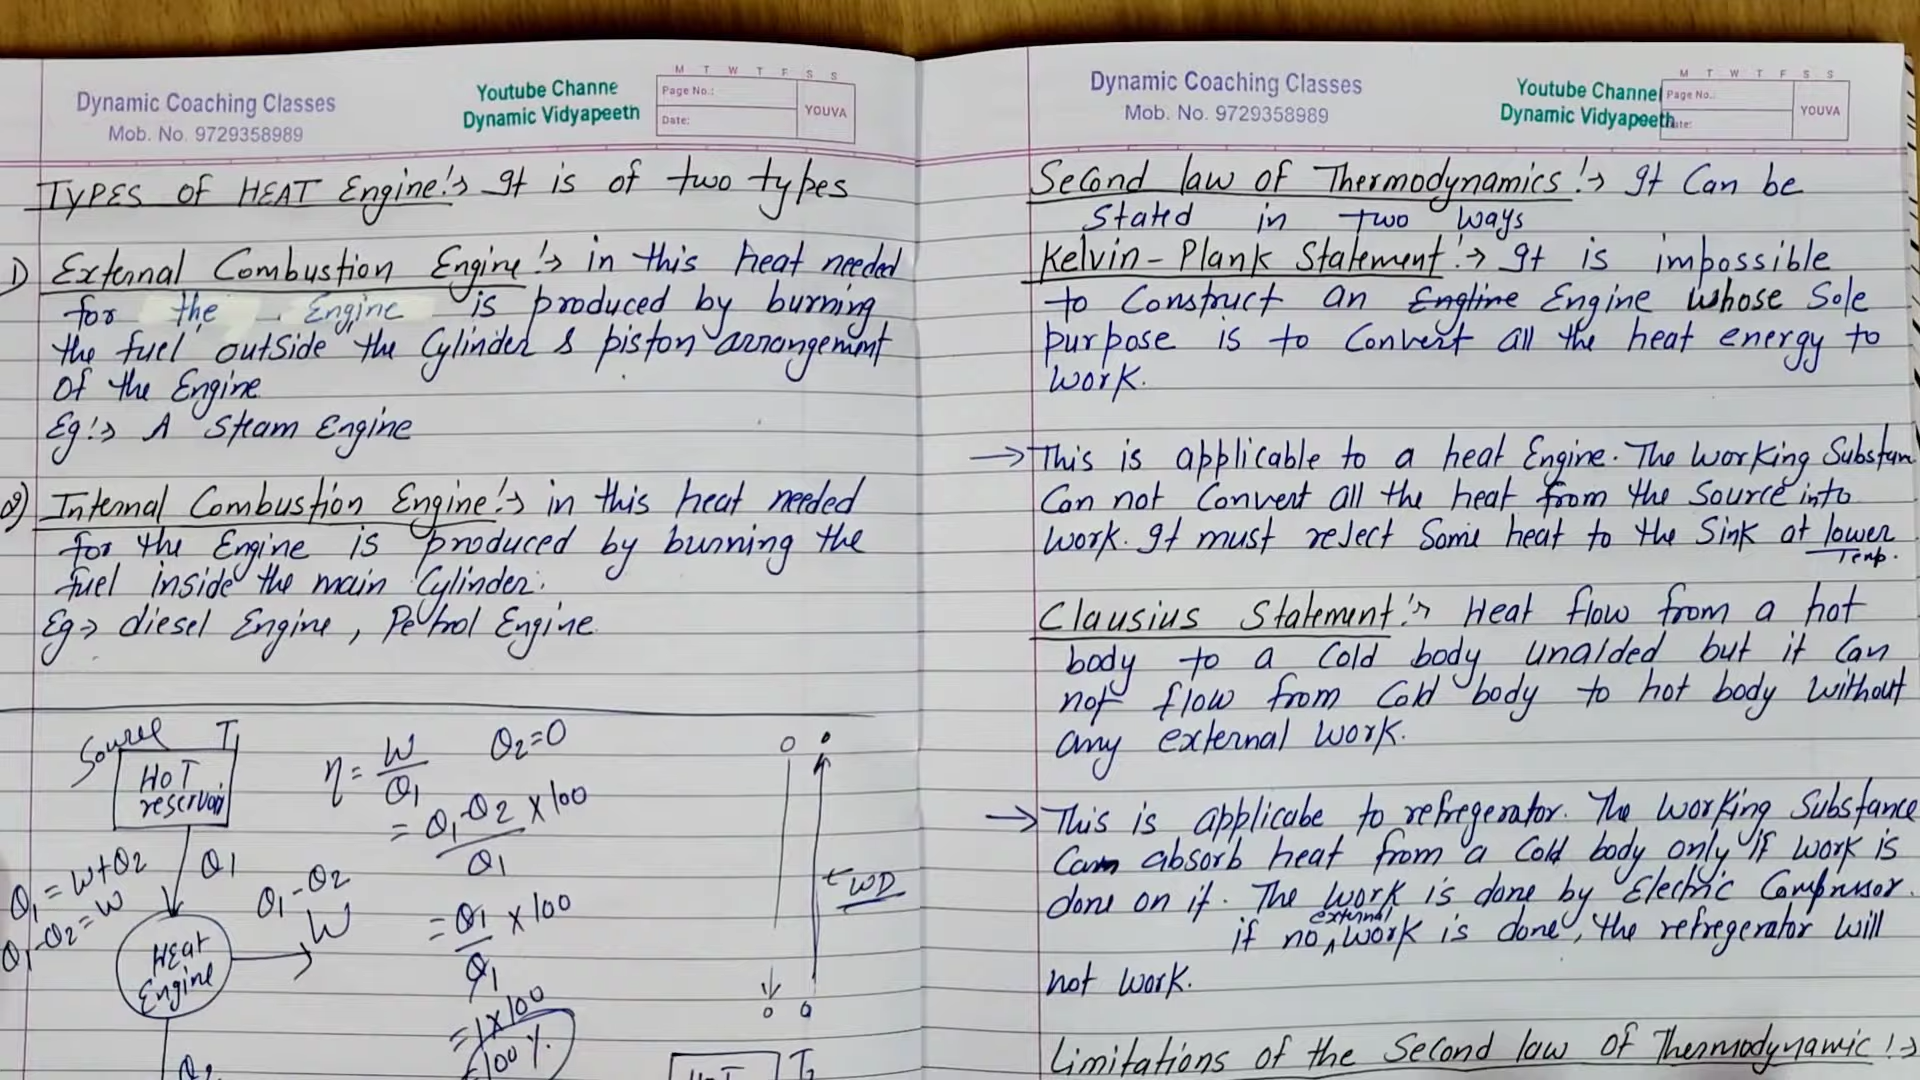 Dynamic Coaching Classes
Mob. No. 9729358989
Youtube Channe
Dynamic Vidyapeeth
M T W T F S S
Page No.:
Date:
YOUVA
TYPES OF HEAT Engine:→ It is of two types
1) External Combustion Engine:→ in this heat needed
for the Engine is produced by burning
the fuel outside the Cylinder & piston arrangement
of the Engine
Eg:→ A Steam Engine
2) Internal Combustion Engine:→ in this heat needed
for the Engine is produced by burning the
fuel inside the main Cylinder.
Eg→ diesel Engine, Petrol Engine.
Source T1
HOT
reservoir
Q1 = W+Q2
Q1-Q2=W
Q1
Q1-Q2
W
HEat
Engine
Q2
η= W/Q1 Q2=0
= Q1-Q2/Q1 x100
= Q1/Q1 x100
=1x100
=100%
0
0
WD
HOT T1
Dynamic Coaching Classes
Mob. No. 9729358989
Youtube Channel
Dynamic Vidyapeeth
M T W T F S S
Page No.:
ate:
YOUVA
Second law of Thermodynamics:→ It Can be
Stated in two ways
Kelvin-Plank Statement:→ It is impossible
to Construct an Engline Engine whose Sole
purpose is to Convert all the heat energy to
work.
→ This is applicable to a heat Engine. The working Substan
Can not Convert all the heat from the Source into
work. It must reject Some heat to the Sink at lower
Temp.
Clausius Statement:→ Heat flow from a hot
body to a Cold body unaided but it Can
not flow from Cold body to hot body without
any external work.
→ This is applicabe to refregerator. The working Substance
Can absorb heat from a Cold body only if work is
done on it. The work is done by Electric Compressor.
if no external work is done, the refregerator will
not work.
Limitations of the Second law of Thermodynamic:→